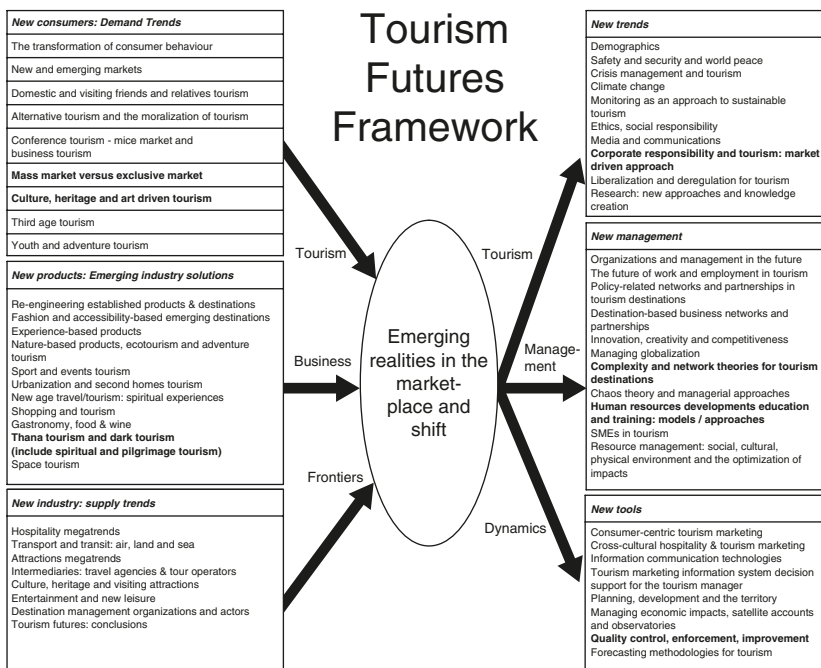 Tourism
Futures
Framework
New consumers: Demand Trends
The transformation of consumer behaviour
New and emerging markets
Domestic and visiting friends and relatives tourism
Alternative tourism and the moralization of tourism
Conference tourism - mice market and
business tourism
Mass market versus exclusive market
Culture, heritage and art driven tourism
Third age tourism
Youth and adventure tourism
New products: Emerging industry solutions
Re-engineering established products & destinations
Fashion and accessibility-based emerging destinations
Experience-based products
Nature-based products, ecotourism and adventure
tourism
Sport and events tourism
Urbanization and second homes tourism
New age travel/tourism: spiritual experiences
Shopping and tourism
Gastronomy, food & wine
Thana tourism and dark tourism
(include spiritual and pilgrimage tourism)
Space tourism
New industry: supply trends
Hospitality megatrends
Transport and transit: air, land and sea
Attractions megatrends
Intermediaries: travel agencies & tour operators
Culture, heritage and visiting attractions
Entertainment and new leisure
Destination management organizations and actors
Tourism futures: conclusions
Tourism
Business
Frontiers
Emerging
realities in the
market-
place and
shift
Tourism
Manage-
ment
Dynamics
New trends
Demographics
Safety and security and world peace
Crisis management and tourism
Climate change
Monitoring as an approach to sustainable
tourism
Ethics, social responsibility
Media and communications
Corporate responsibility and tourism: market
driven approach
Liberalization and deregulation for tourism
Research: new approaches and knowledge
creation
New management
Organizations and management in the future
The future of work and employment in tourism
Policy-related networks and partnerships in
tourism destinations
Destination-based business networks and
partnerships
Innovation, creativity and competitiveness
Managing globalization
Complexity and network theories for tourism
destinations
Chaos theory and managerial approaches
Human resources developments education
and training: models / approaches
SMEs in tourism
Resource management: social, cultural,
physical environment and the optimization of
impacts
New tools
Consumer-centric tourism marketing
Cross-cultural hospitality & tourism marketing
Information communication technologies
Tourism marketing information system decision
support for the tourism manager
Planning, development and the territory
Managing economic impacts, satellite accounts
and observatories
Quality control, enforcement, improvement
Forecasting methodologies for tourism